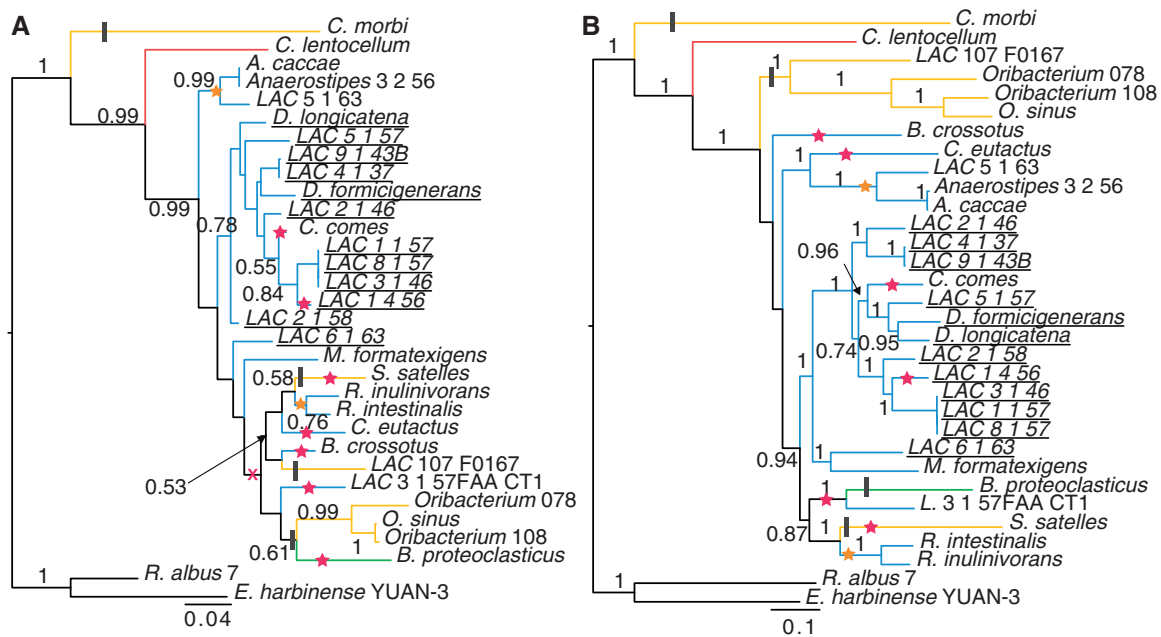 A
C. morbi
1
C. lentocellum
0.99
A. caccae
0.99
Anaerostipes 3 2 56
LAC 5 1 63
D. longicatena
LAC 5 1 57
LAC 9 1 43B
LAC 4 1 37
D. formicigenerans
0.99
LAC 2 1 46
0.78
C. comes
LAC 1 1 57
0.55
LAC 8 1 57
LAC 3 1 46
0.84
LAC 1 4 56
LAC 2 1 58
LAC 6 1 63
M. formatexigens
0.58
S. satelles
R. inulinivorans
R. intestinalis
0.76
C. eutactus
B. crossotus
x
LAC 107 F0167
0.53
LAC 3 1 57FAA CT1
Oribacterium 078
0.99
O. sinus
1
Oribacterium 108
0.61
B. proteoclasticus
1
R. albus 7
E. harbinense YUAN-3
0.04
B
C. morbi
1
C. lentocellum
1
LAC 107 F0167
1
Oribacterium 078
1
Oribacterium 108
1
O. sinus
1
B. crossotus
C. eutactus
1
LAC 5 1 63
Anaerostipes 3 2 56
1
1
A. caccae
LAC 2 1 46
1
LAC 4 1 37
1
LAC 9 1 43B
0.96
C. comes
1
LAC 5 1 57
1
D. formicigenerans
0.95
D. longicatena
0.74
LAC 2 1 58
1
LAC 1 4 56
1
1
LAC 3 1 46
1
LAC 1 1 57
LAC 8 1 57
LAC 6 1 63
1
M. formatexigens
0.94
B. proteoclasticus
1
L. 3 1 57FAA CT1
S. satelles
1
0.87
R. intestinalis
1
R. inulinivorans
R. albus 7
1
E. harbinense YUAN-3
0.1